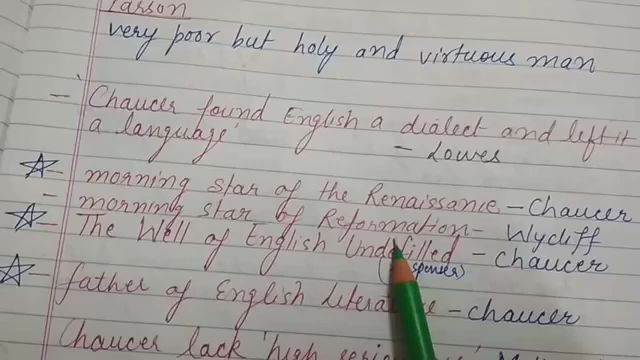 Parson
very poor but holy and virtuous man
- 'Chaucer found English a dialect and left it
a language'
- Lowes
- morning star of the Renaissance - Chaucer
- morning star of Reformation - Wycliff
The Well of English Undefilled - Chaucer
(Spenser)
Father of English Literature - chaucer
Chaucer lack 'high